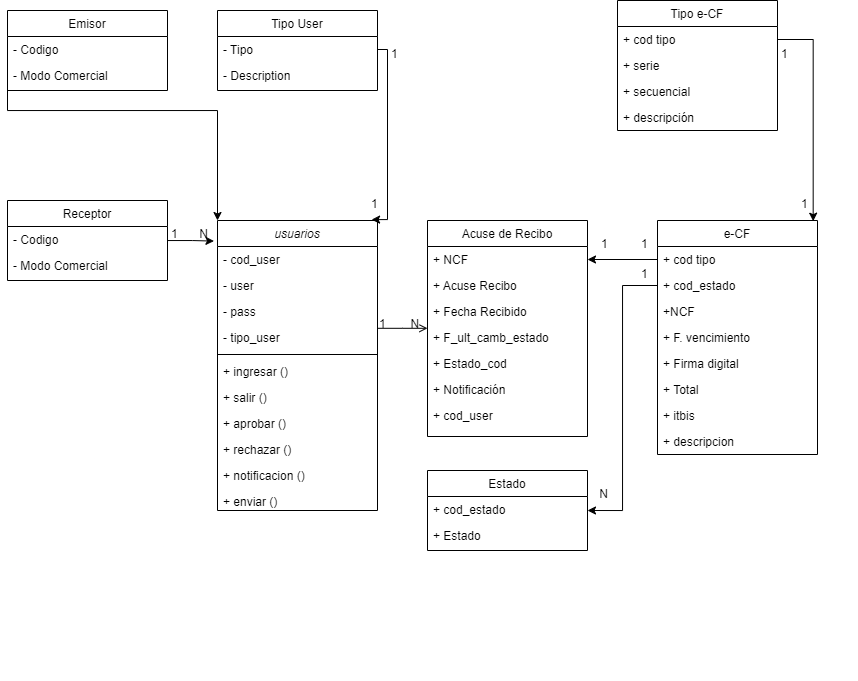 Emisor
- Codigo
- Modo Comercial
Tipo User
- Tipo
- Description
1
1
Tipo e-CF
+ cod tipo
+ serie
+ secuencial
+ descripción
1
1
Receptor
- Codigo
- Modo Comercial
1
N
usuarios
- cod_user
- user
- pass
- tipo_user
+ ingresar ()
+ salir ()
+ aprobar ()
+ rechazar ()
+ notificacion ()
+ enviar ()
1
N
Acuse de Recibo
+ NCF
+ Acuse Recibo
+ Fecha Recibido
+ F_ult_camb_estado
+ Estado_cod
+ Notificación
+ cod_user
1
1
1
N
e-CF
+ cod tipo
+ cod_estado
+NCF
+ F. vencimiento
+ Firma digital
+ Total
+ itbis
+ descripcion
Estado
+ cod_estado
+ Estado